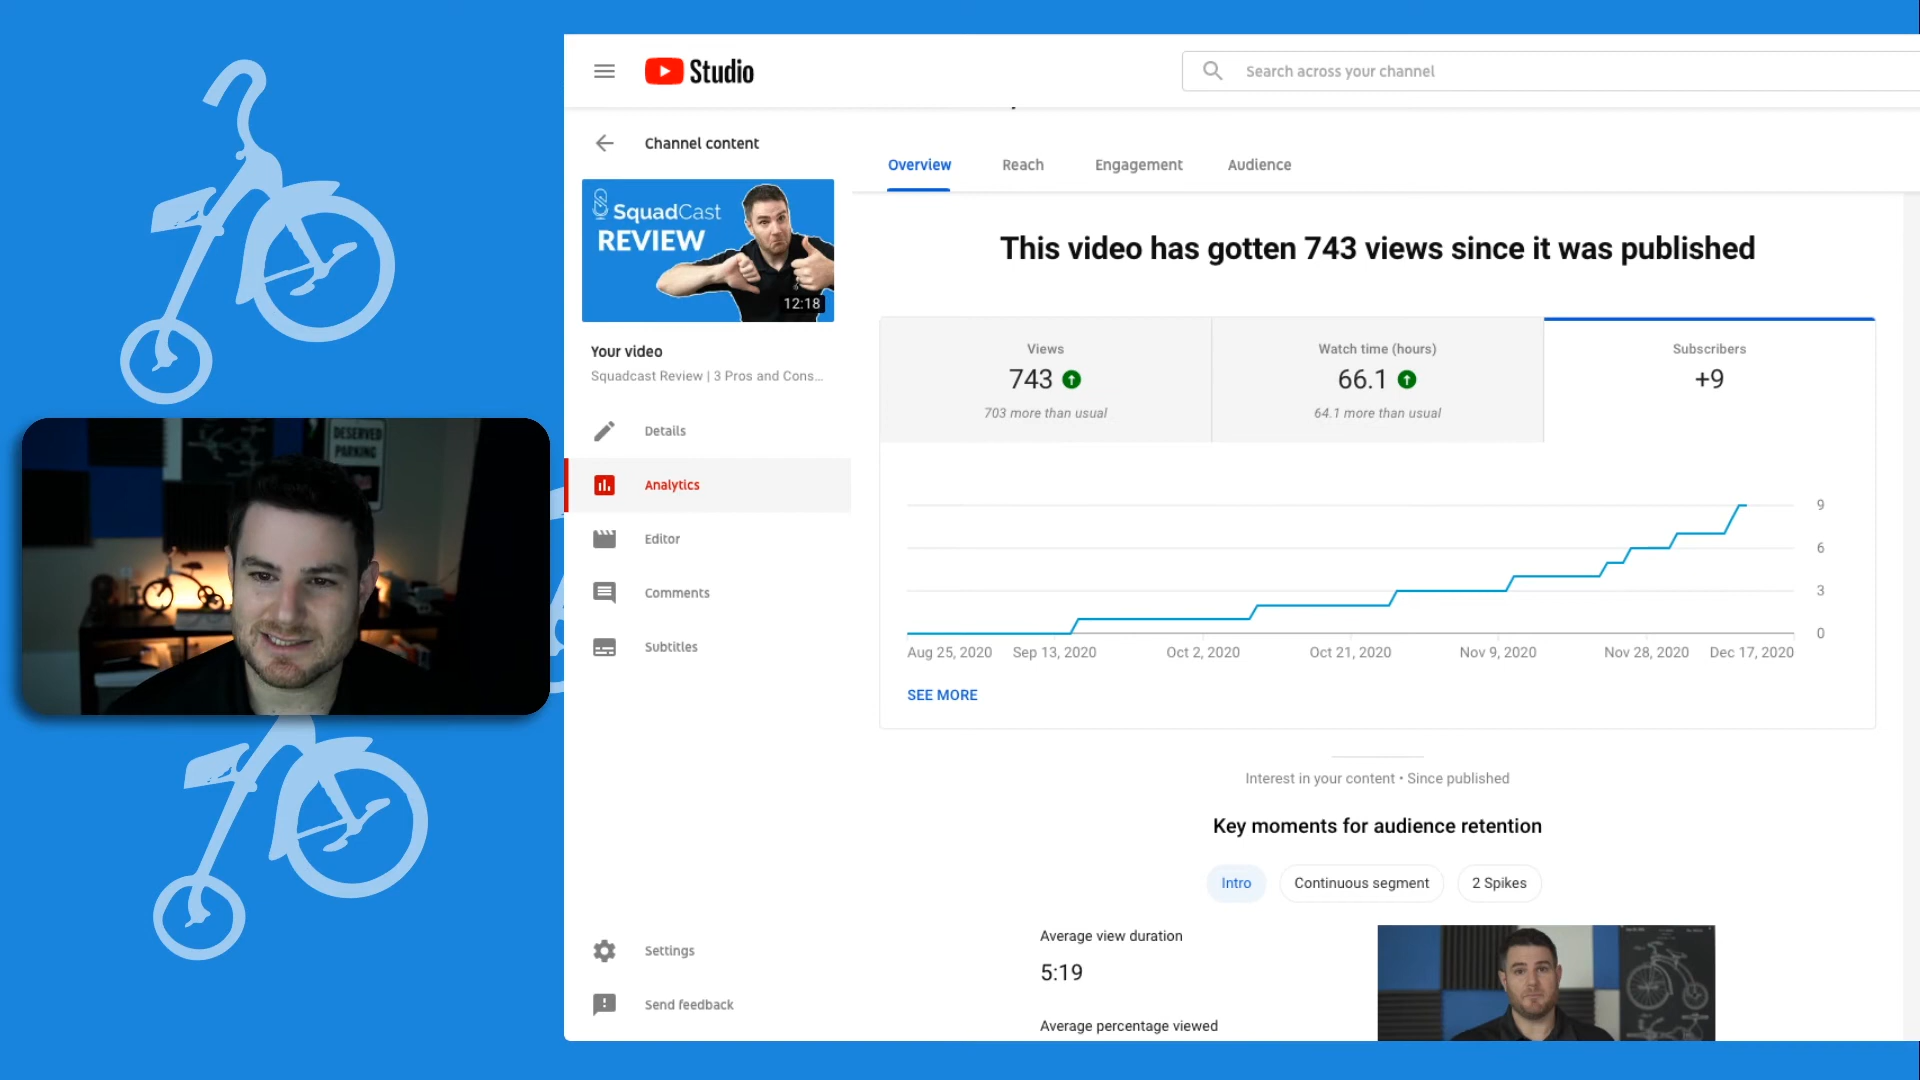 Studio
Search across your channel
Channel content
Overview
Reach
Engagement
Audience
SquadCast
REVIEW
12:18
This video has gotten 743 views since it was published
Your video
Squadcast Review | 3 Pros and Cons...
Views
743
703 more than usual
Watch time (hours)
66.1
64.1 more than usual
Subscribers
+9
Details
Analytics
Editor
Comments
Subtitles
DESERVED
PARKING
9
6
3
0
Aug 25, 2020
Sep 13, 2020
Oct 2, 2020
Oct 21, 2020
Nov 9, 2020
Nov 28, 2020
Dec 17, 2020
SEE MORE
Interest in your content • Since published
Key moments for audience retention
Intro
Continuous segment
2 Spikes
Average view duration
5:19
Average percentage viewed
Settings
Send feedback